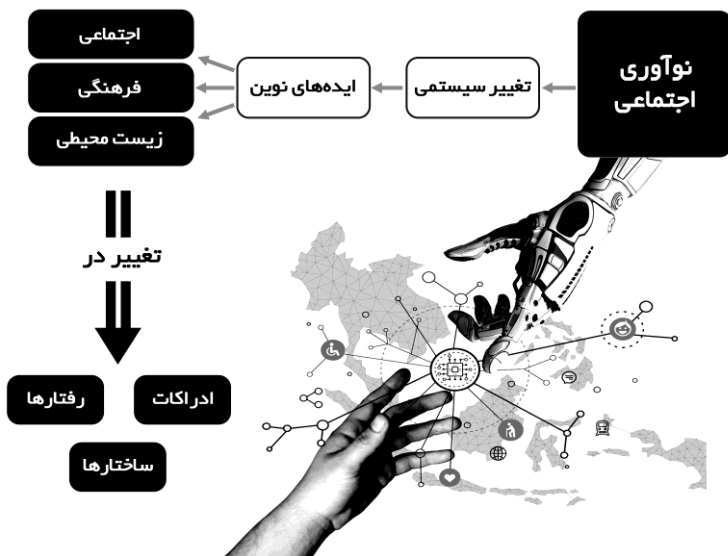 نوآوری
اجتماعی
تغییر سیستمی
ایده‌های نوین
اجتماعی
فرهنگی
زیست محیطی
تغییر در
ادراکات
رفتارها
ساختارها